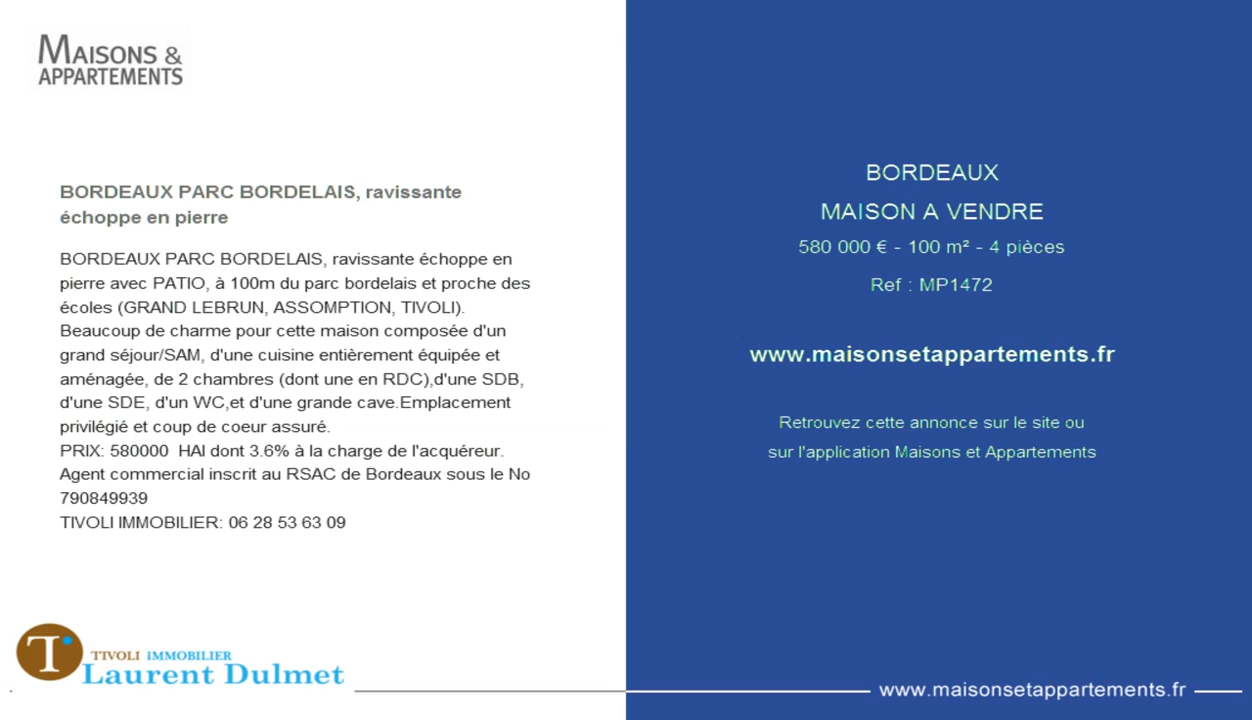 MAISONS &
APPARTEMENTS
BORDEAUX PARC BORDELAIS, ravissante
échoppe en pierre
BORDEAUX PARC BORDELAIS, ravissante échoppe en
pierre avec PATIO, à 100m du parc bordelais et proche des
écoles (GRAND LEBRUN, ASSOMPTION, TIVOLI).
Beaucoup de charme pour cette maison composée d'un
grand séjour/SAM, d'une cuisine entièrement équipée et
aménagée, de 2 chambres (dont une en RDC),d'une SDB,
d'une SDE, d'un WC,et d'une grande cave.Emplacement
privilégié et coup de coeur assuré.
PRIX: 580000  HAI dont 3.6% à la charge de l'acquéreur.
Agent commercial inscrit au RSAC de Bordeaux sous le No
790849939
TIVOLI IMMOBILIER: 06 28 53 63 09
T
TIVOLI IMMOBILIER
Laurent Dulmet
BORDEAUX
MAISON A VENDRE
580 000 € - 100 m² - 4 pièces
Ref : MP1472
www.maisonsetappartements.fr
Retrouvez cette annonce sur le site ou
sur l'application Maisons et Appartements
www.maisonsetappartements.fr